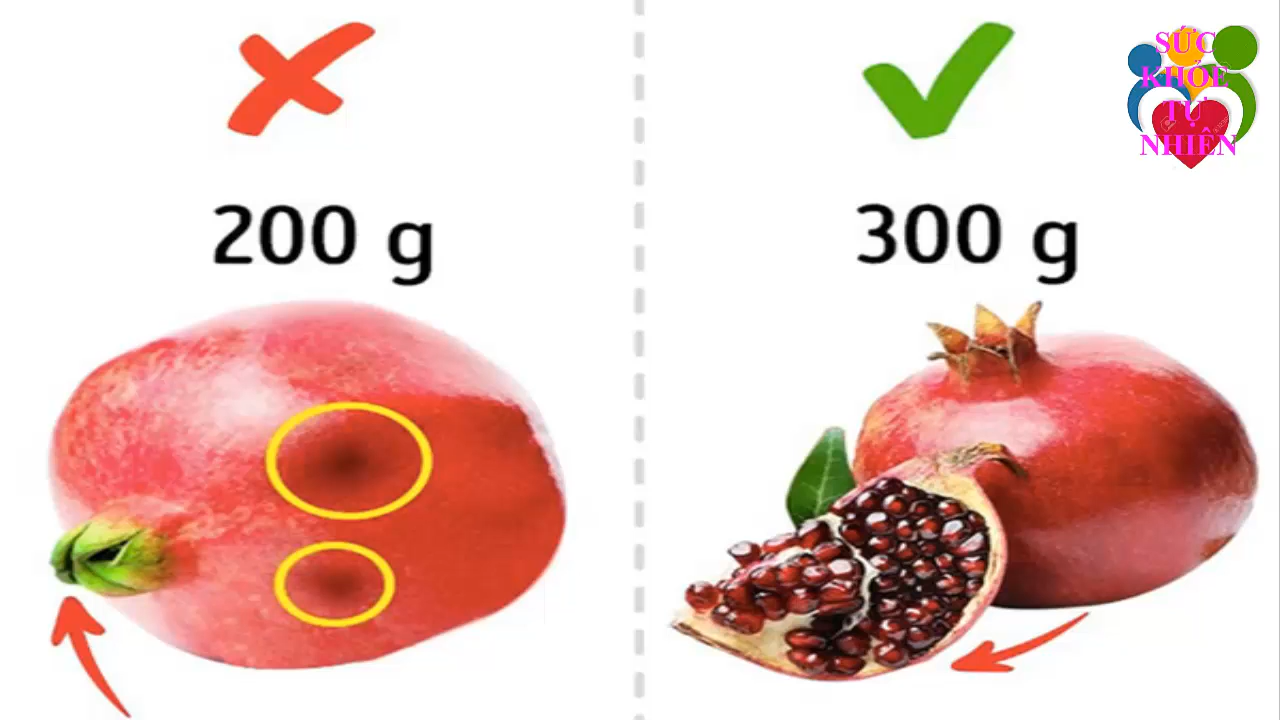 200 g
300 g
SỨC
KHỎE
TỰ
NHIÊN